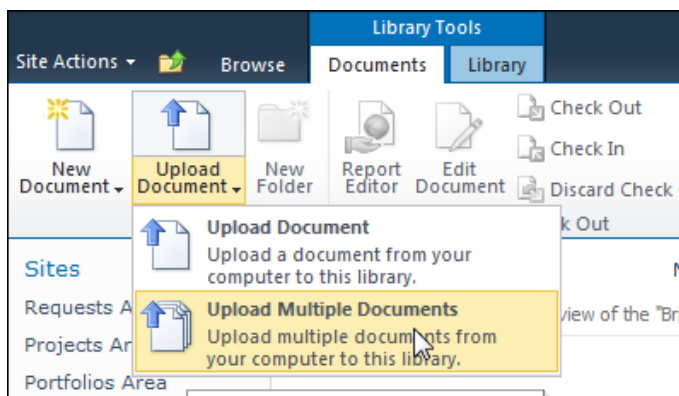 Library Tools
Site Actions Browse Documents Library
New Document
Upload Document
New Folder
Report Editor
Edit Document
Check Out
Check In
Discard Check
k Out
Upload Document
Upload a document from your
computer to this library.
Upload Multiple Documents
Upload multiple documents from
your computer to this library.
Sites
Requests A
Projects Ar
Portfolios Area
view of the "Bri